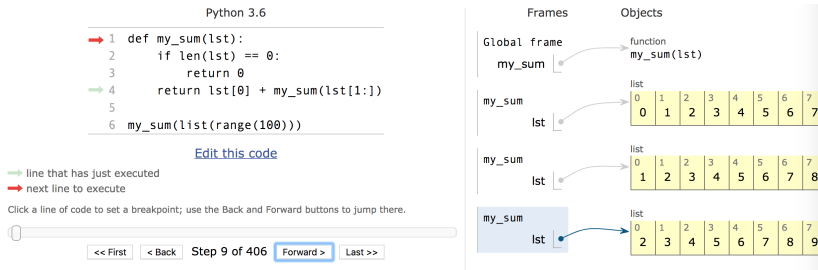 Python 3.6
1 def my_sum(lst):
2     if len(lst) == 0:
3         return 0
4     return lst[0] + my_sum(lst[1:])
5
6 my_sum(list(range(100)))
Edit this code
line that has just executed
next line to execute
Click a line of code to set a breakpoint; use the Back and Forward buttons to jump there.
<< First < Back Step 9 of 406 Forward > Last >>
Frames Objects
Global frame
my_sum
function
my_sum(lst)
my_sum
lst
list
0 1 2 3 4 5 6 7
0 1 2 3 4 5 6 7
my_sum
lst
list
0 1 2 3 4 5 6 7
1 2 3 4 5 6 7 8
my_sum
lst
list
0 1 2 3 4 5 6 7
2 3 4 5 6 7 8 9